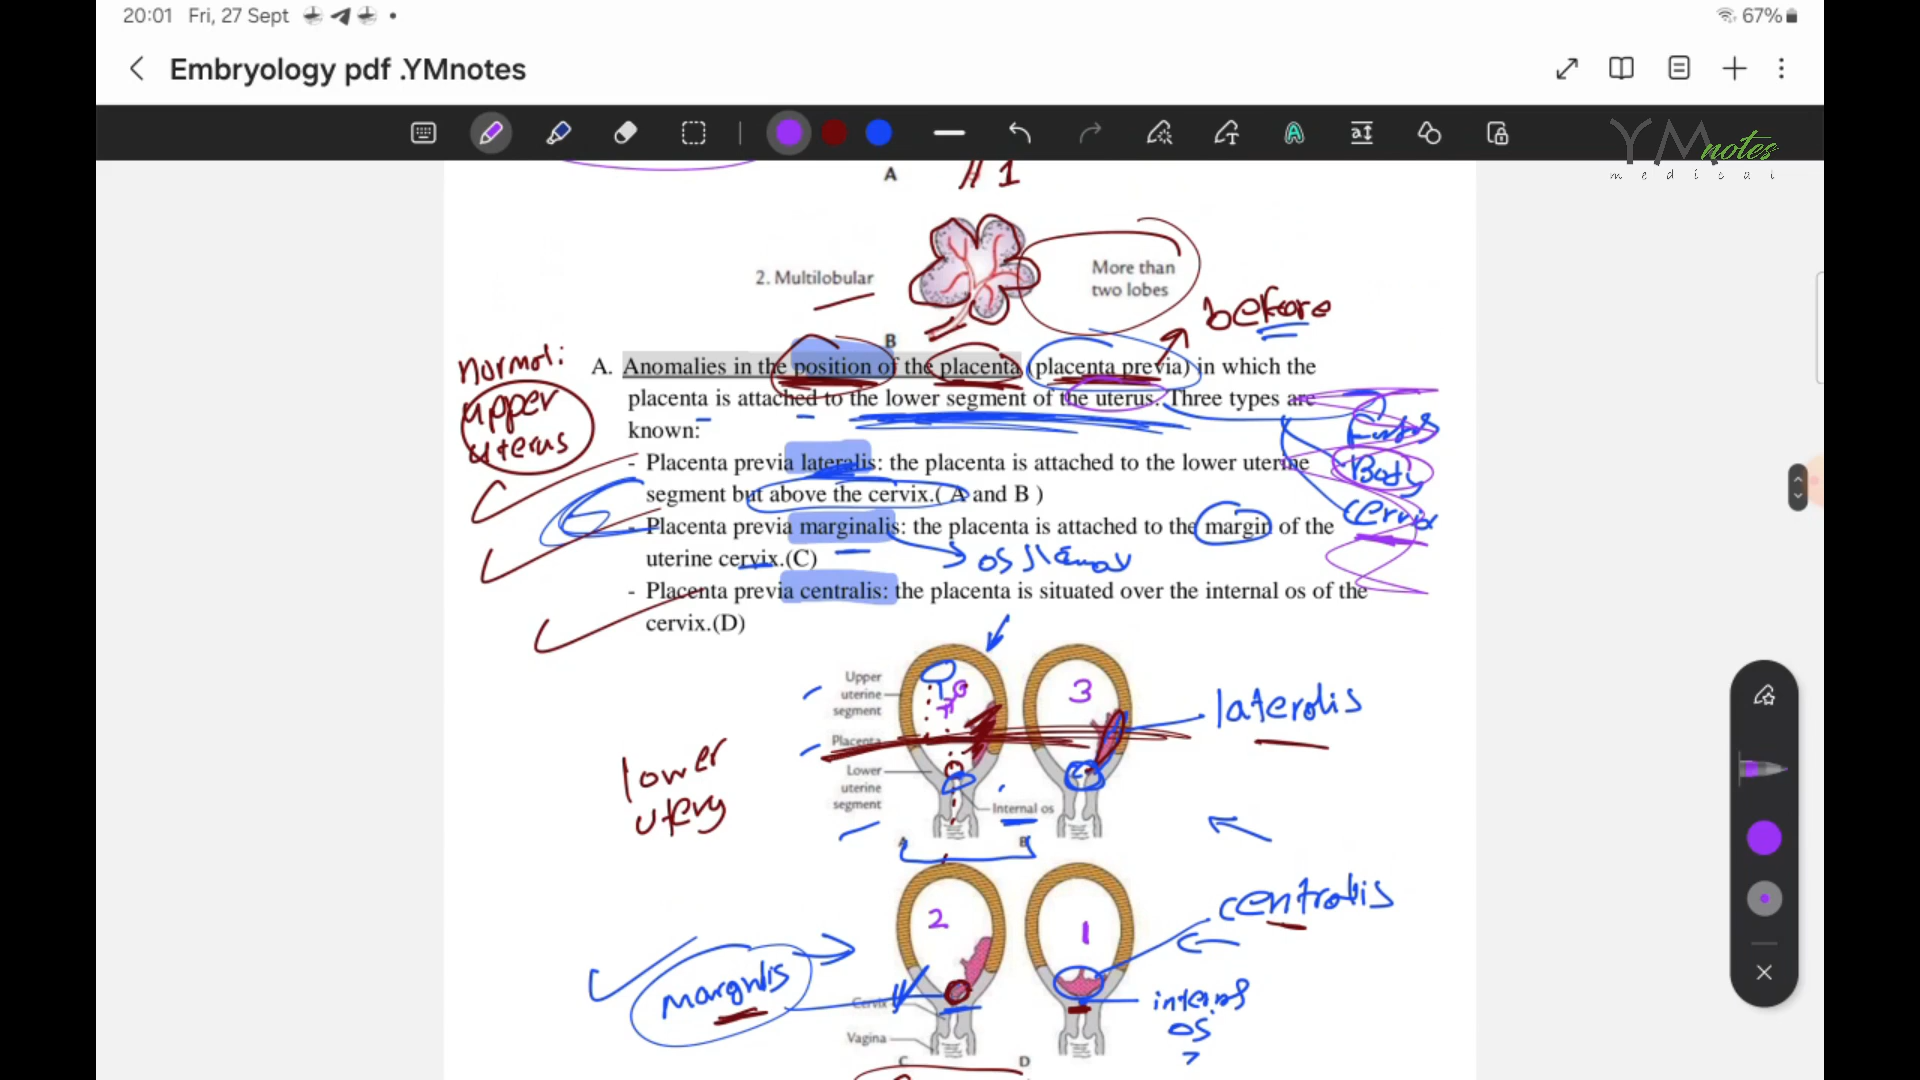 20:01 Fri, 27 Sept
67%
Embryology pdf .YMnotes
YMnotes
medical
A
1
2. Multilobular
More than
two lobes
before
B
normal:
upper
uterus
A. Anomalies in the position of the placenta (placenta previa) in which the
placenta is attached to the lower segment of the uterus. Three types are
known:
- Placenta previa lateralis: the placenta is attached to the lower uterine
segment but above the cervix.( A and B )
- Placenta previa marginalis: the placenta is attached to the margin of the
uterine cervix.(C)
- Placenta previa centralis: the placenta is situated over the internal os of the
cervix.(D)
Body
cervix
os
Upper
uterine
segment
Placenta
Lower
uterine
segment
Internal os
3
lateralis
lower
A
B
2
1
centralis
internal
os
Cervix
Vagina
C
D